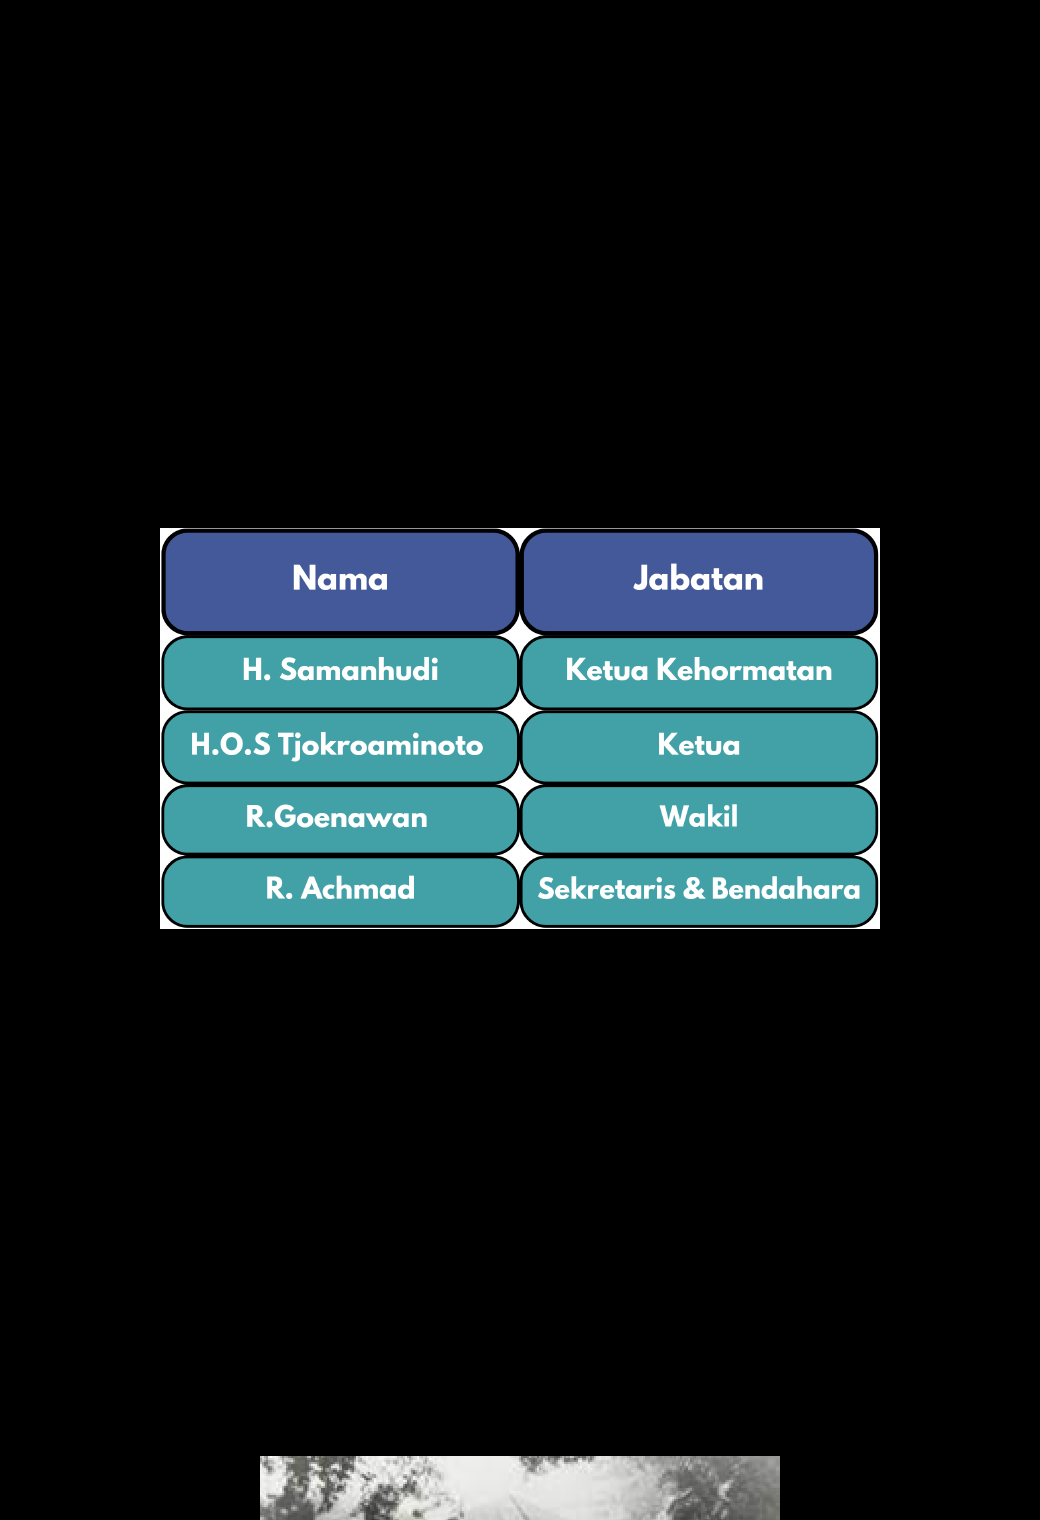 Nama Jabatan
H. Samanhudi Ketua Kehormatan
H.O.S Tjokroaminoto Ketua
R.Goenawan Wakil
R. Achmad Sekretaris & Bendahara